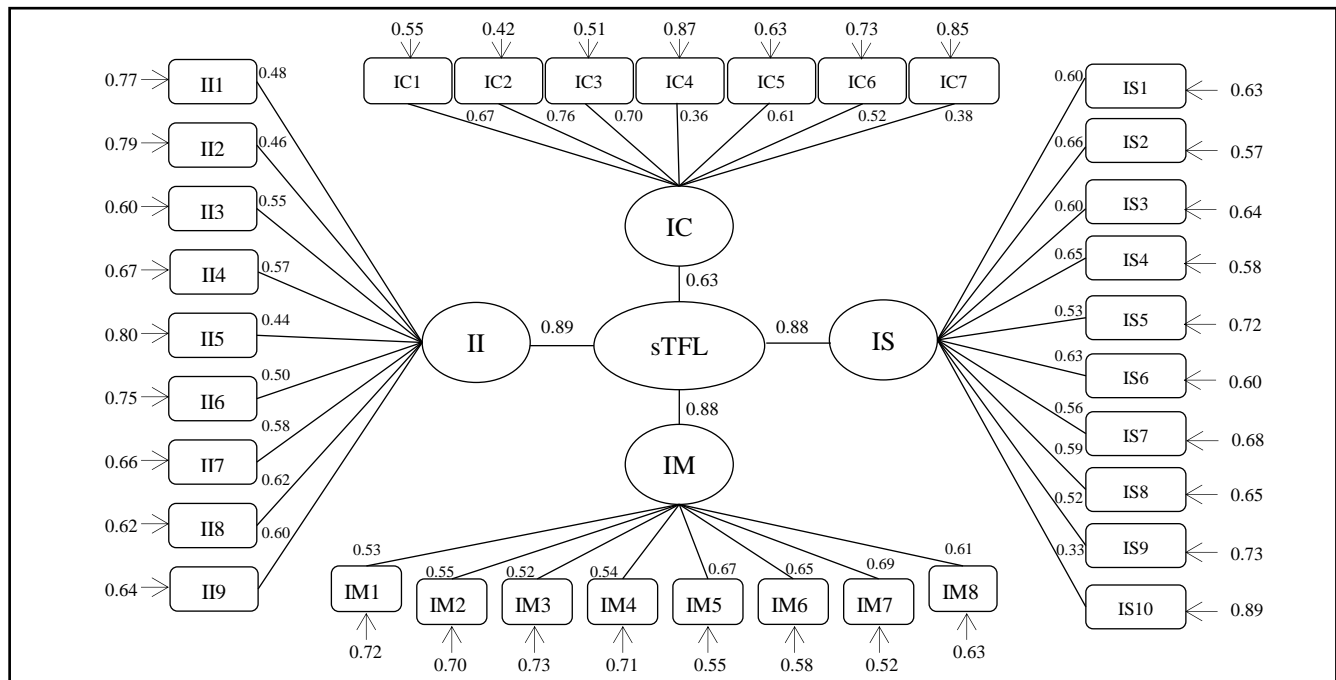 0.55 0.42 0.51 0.87 0.63 0.73 0.85
IC1 IC2 IC3 IC4 IC5 IC6 IC7
0.67 0.76 0.70 0.36 0.61 0.52 0.38
IC
0.63
0.77 II1 0.48
0.79 II2 0.46
0.60 II3 0.55
0.67 II4 0.57
0.80 II5 0.44
0.75 II6 0.50
0.66 II7 0.58
0.62 II8 0.62
0.64 II9 0.60
II 0.89 sTFL 0.88 IS
0.60 IS1 0.63
0.66 IS2 0.57
0.60 IS3 0.64
0.65 IS4 0.58
0.53 IS5 0.72
0.63 IS6 0.60
0.56 IS7 0.68
0.59 IS8 0.65
0.52 IS9 0.73
0.33 IS10 0.89
0.88
IM
0.53 0.55 0.52 0.54 0.67 0.65 0.69 0.61
IM1 IM2 IM3 IM4 IM5 IM6 IM7 IM8
0.72 0.70 0.73 0.71 0.55 0.58 0.52 0.63